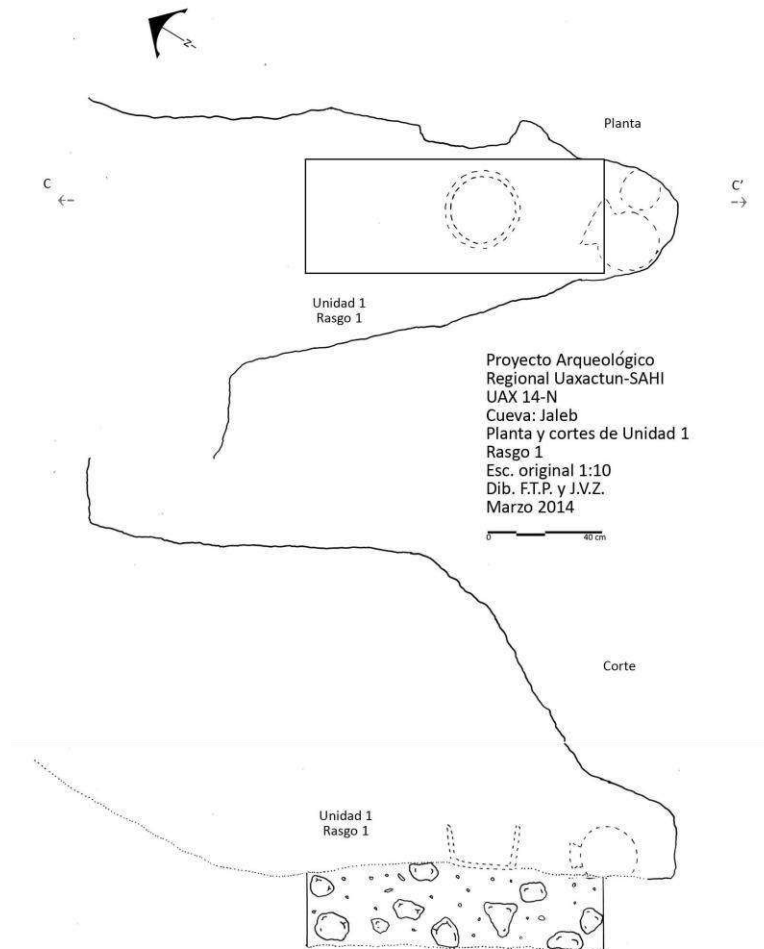 N
Planta
C
C'
Unidad 1
Rasgo 1
Proyecto Arqueológico
Regional Uaxactun-SAHI
UAX 14-N
Cueva: Jaleb
Planta y cortes de Unidad 1
Rasgo 1
Esc. original 1:10
Dib. F.T.P. y J.V.Z.
Marzo 2014
0 40 cm
Corte
Unidad 1
Rasgo 1